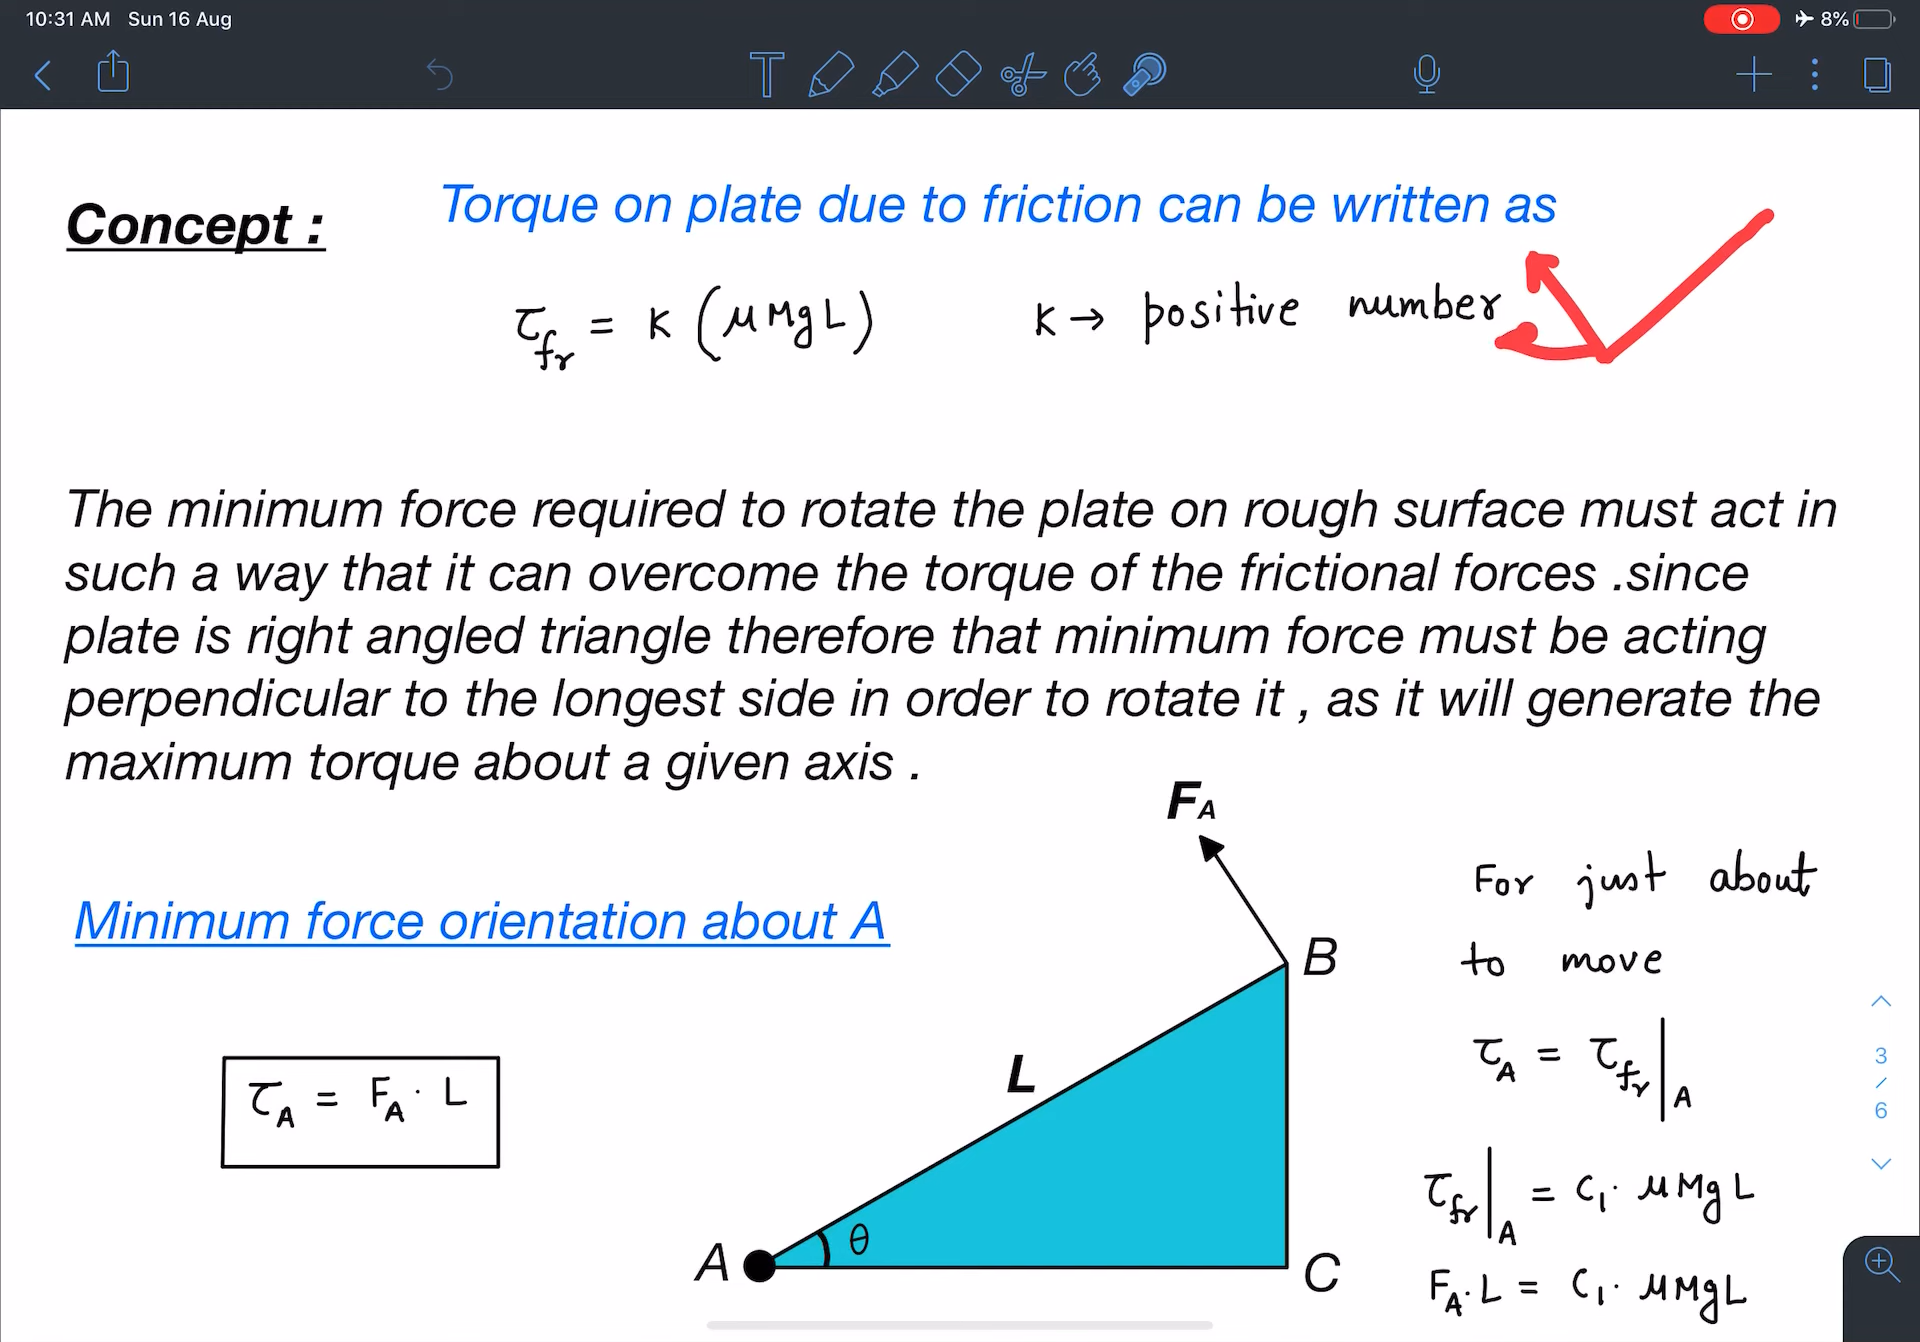 10:31 AM Sun 16 Aug
8%
Concept :
Torque on plate due to friction can be written as
τfr = K (μMgL)
K → positive number
The minimum force required to rotate the plate on rough surface must act in
such a way that it can overcome the torque of the frictional forces .since
plate is right angled triangle therefore that minimum force must be acting
perpendicular to the longest side in order to rotate it , as it will generate the
maximum torque about a given axis .
Minimum force orientation about A
τA = FA · L
FA
B
L
θ
A
C
For just about
to move
τA = τfr|A
τfr|A = C1· μMgL
FA·L = C1· μMgL
3
/
6